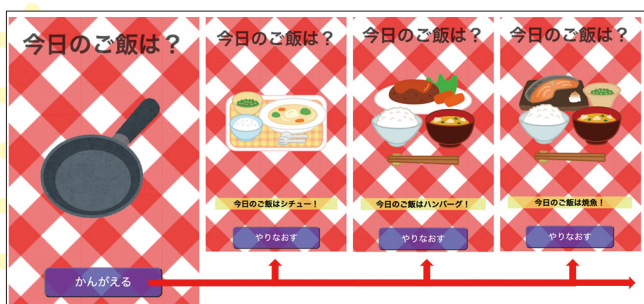 今日のご飯は？
かんがえる
今日のご飯は？
今日のご飯はシチュー！
やりなおす
今日のご飯は？
今日のご飯はハンバーグ！
やりなおす
今日のご飯は？
今日のご飯は焼魚！
やりなおす